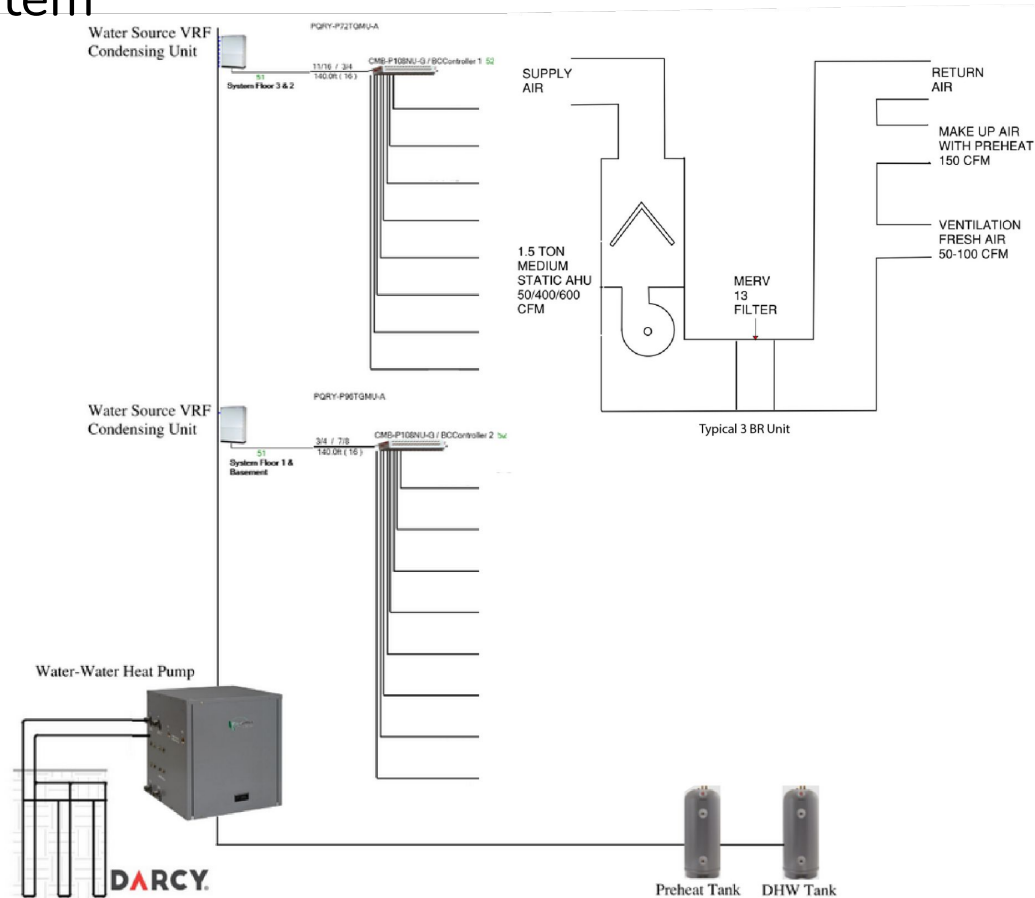 tem
Water Source VRF
Condensing Unit
PQRY-P72TGMU-A
11/16 / 3/4
140.0ft ( 16 )
CMB-P108NU-G / BCController 1 52
51
System Floor 3 & 2
SUPPLY
AIR
RETURN
AIR
MAKE UP AIR
WITH PREHEAT
150 CFM
VENTILATION
FRESH AIR
50-100 CFM
1.5 TON
MEDIUM
STATIC AHU
50/400/600
CFM
MERV
13
FILTER
Typical 3 BR Unit
Water Source VRF
Condensing Unit
PQRY-P96TGMU-A
3/4 / 7/8
140.0ft ( 16 )
CMB-P108NU-G / BCController 2
51
System Floor 1 &
Basement
Water-Water Heat Pump
DARCY.
Preheat Tank
DHW Tank